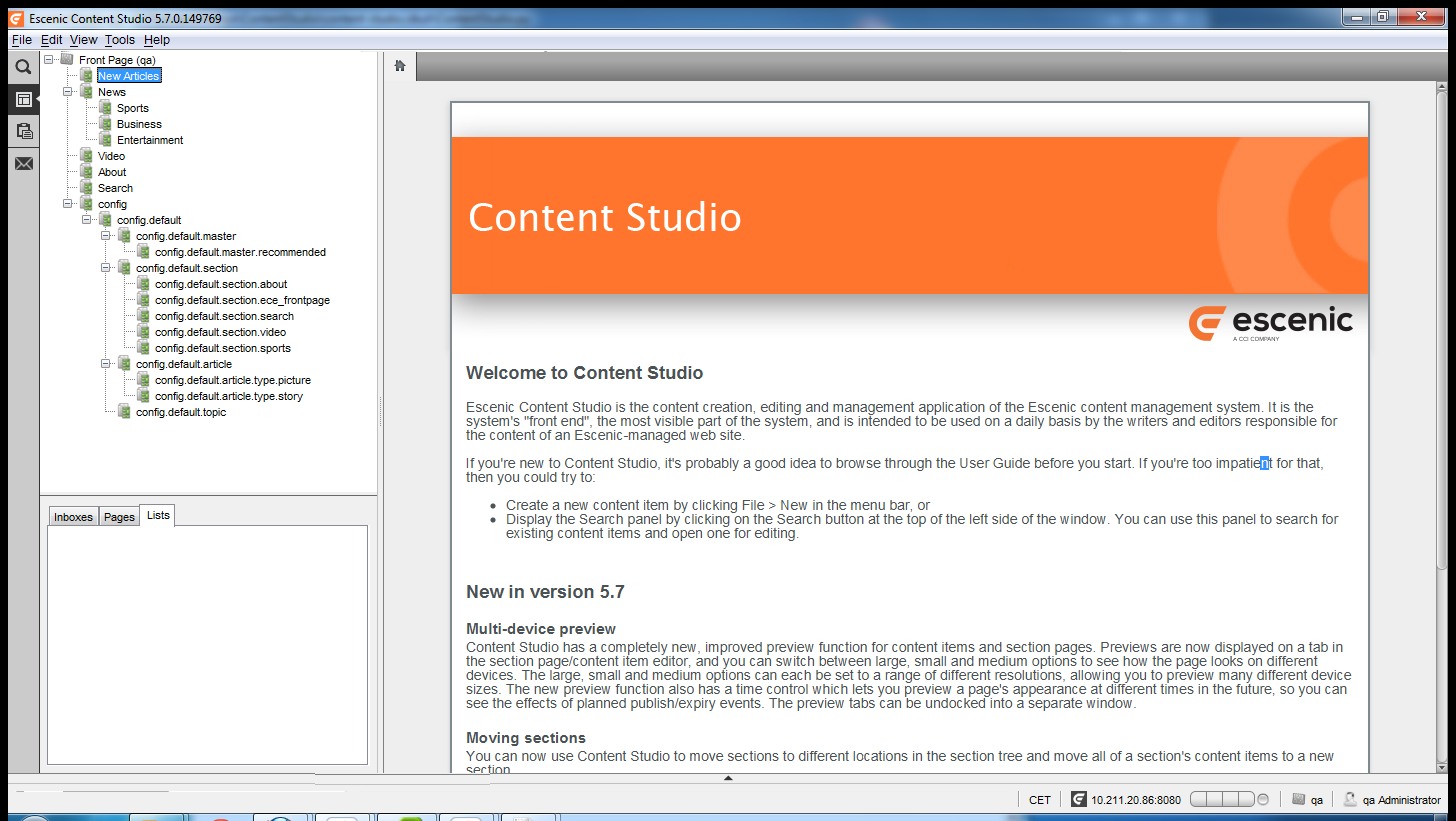 Escenic Content Studio 5.7.0.149769
File Edit View Tools Help
Front Page (qa)
New Articles
News
Sports
Business
Entertainment
Video
About
Search
config
config.default
config.default.master
config.default.master.recommended
config.default.section
config.default.section.about
config.default.section.ece_frontpage
config.default.section.search
config.default.section.video
config.default.section.sports
config.default.article
config.default.article.type.picture
config.default.article.type.story
config.default.topic
Inboxes Pages Lists
Content Studio
escenic
A CCI COMPANY
Welcome to Content Studio
Escenic Content Studio is the content creation, editing and management application of the Escenic content management system. It is the
system's "front end", the most visible part of the system, and is intended to be used on a daily basis by the writers and editors responsible for
the content of an Escenic-managed web site.
If you're new to Content Studio, it's probably a good idea to browse through the User Guide before you start. If you're too impatient for that,
then you could try to:
• Create a new content item by clicking File > New in the menu bar, or
• Display the Search panel by clicking on the Search button at the top of the left side of the window. You can use this panel to search for
existing content items and open one for editing.
New in version 5.7
Multi-device preview
Content Studio has a completely new, improved preview function for content items and section pages. Previews are now displayed on a tab in
the section page/content item editor, and you can switch between large, small and medium options to see how the page looks on different
devices. The large, small and medium options can each be set to a range of different resolutions, allowing you to preview many different device
sizes. The new preview function also has a time control which lets you preview a page's appearance at different times in the future, so you can
see the effects of planned publish/expiry events. The preview tabs can be undocked into a separate window.
Moving sections
You can now use Content Studio to move sections to different locations in the section tree and move all of a section's content items to a new
section.
CET 10.211.20.86:8080 qa qa Administrator